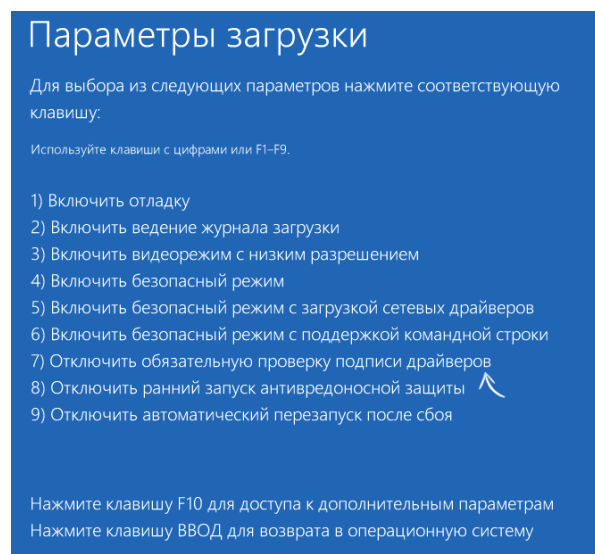 Параметры загрузки
Для выбора из следующих параметров нажмите соответствующую
клавишу:
Используйте клавиши с цифрами или F1–F9.
1) Включить отладку
2) Включить ведение журнала загрузки
3) Включить видеорежим с низким разрешением
4) Включить безопасный режим
5) Включить безопасный режим с загрузкой сетевых драйверов
6) Включить безопасный режим с поддержкой командной строки
7) Отключить обязательную проверку подписи драйверов
8) Отключить ранний запуск антивредоносной защиты
9) Отключить автоматический перезапуск после сбоя
Нажмите клавишу F10 для доступа к дополнительным параметрам
Нажмите клавишу ВВОД для возврата в операционную систему